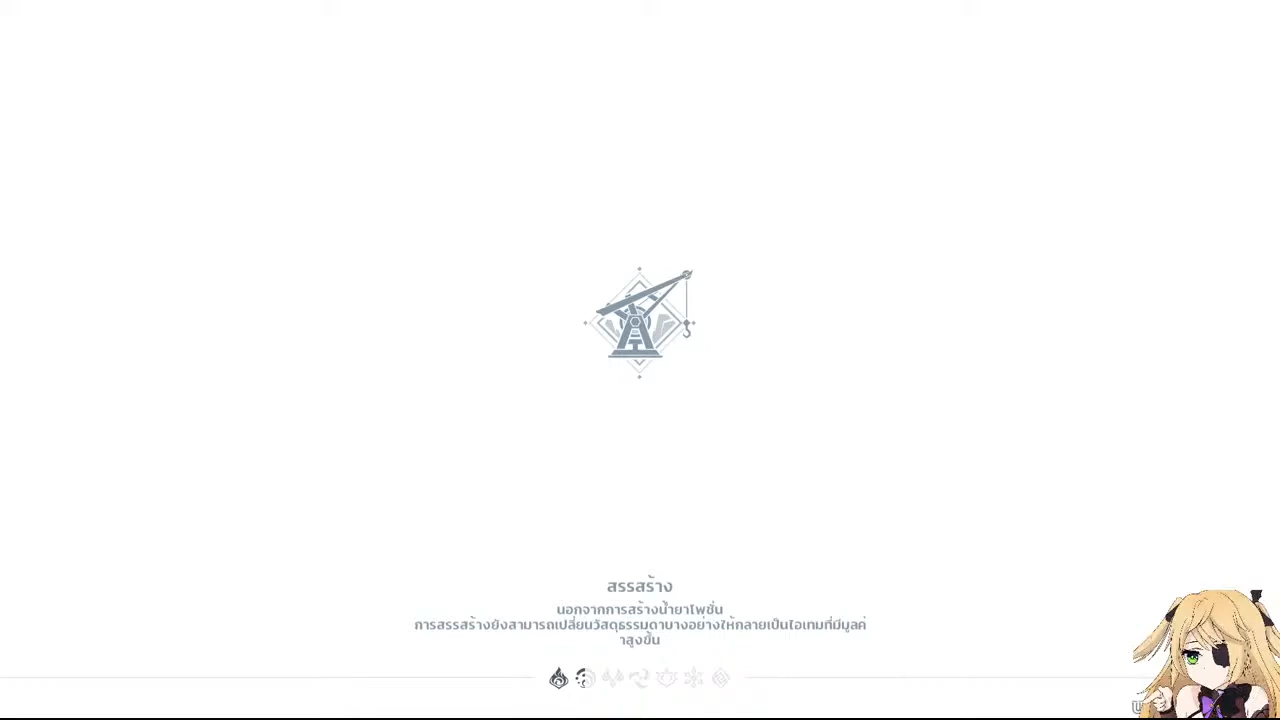 สรรสร้าง
นอกจากการสร้างน้ำยาโพชั่น
การสรรสร้างยังสามารถเปลี่ยนวัสดุธรรมดาบางอย่างให้กลายเป็นไอเทมที่มีมูลค่
าสูงขึ้น